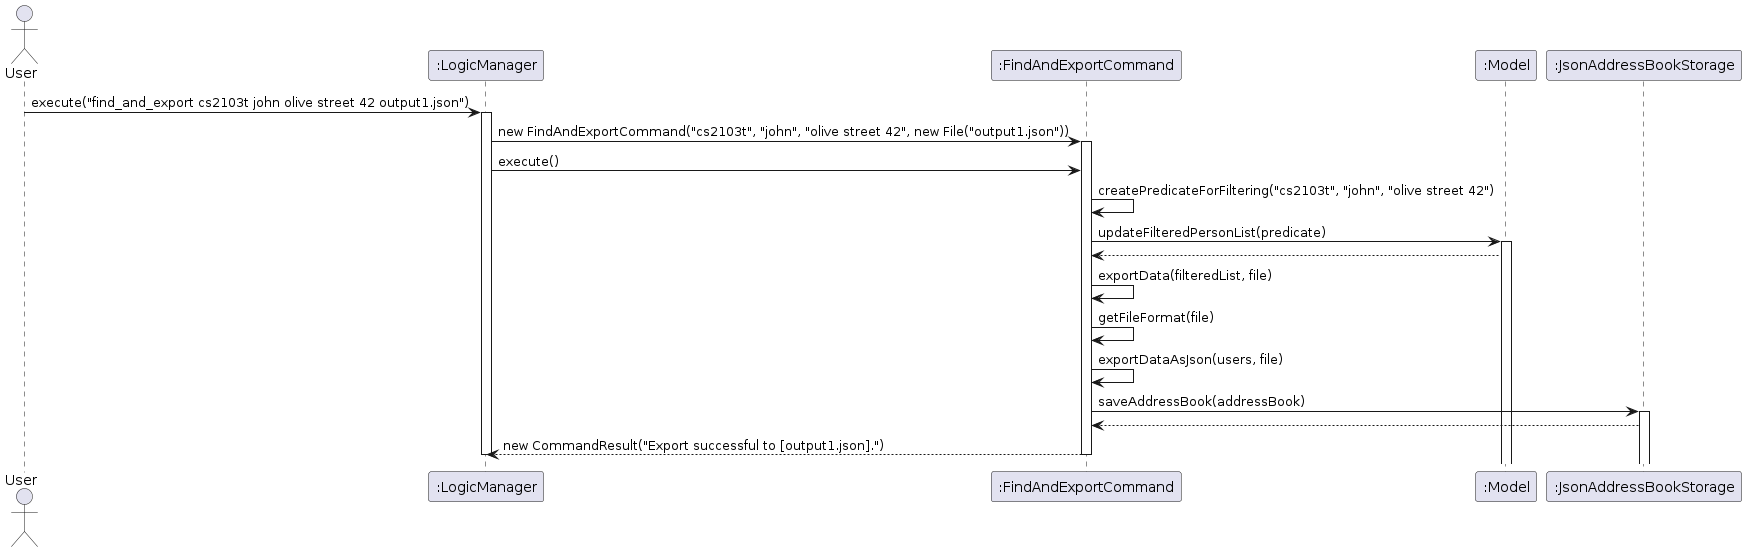 User
:LogicManager
:FindAndExportCommand
:Model
:JsonAddressBookStorage
execute("find_and_export cs2103t john olive street 42 output1.json")
new FindAndExportCommand("cs2103t", "john", "olive street 42", new File("output1.json"))
execute()
createPredicateForFiltering("cs2103t", "john", "olive street 42")
updateFilteredPersonList(predicate)
exportData(filteredList, file)
getFileFormat(file)
exportDataAsJson(users, file)
saveAddressBook(addressBook)
new CommandResult("Export successful to [output1.json].")
User
:LogicManager
:FindAndExportCommand
:Model
:JsonAddressBookStorage